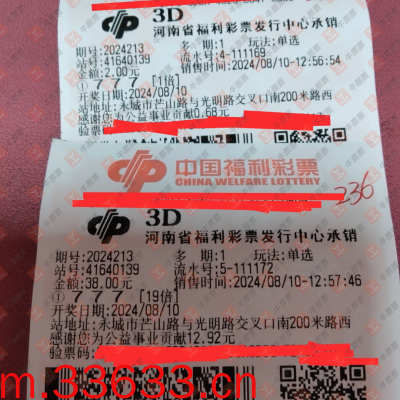 3D
河南省福利彩票发行中心承销
期号:2024213 多 期:1 玩法:单选
站号:41640139 流水号:4-111169
金额:2.00元 销售时间:2024/08/10-12:56:54
① 7 7 7 [1倍]
开奖日期:2024/08/10
站地址:永城市芒山路与光明路交叉口南200米路西
感谢您为公益事业贡献0.68元
验票
中国福利彩票
CHINA WELFARE LOTTERY
236
3D
河南省福利彩票发行中心承销
期号:2024213 多 期:1 玩法:单选
站号:41640139 流水号:5-111172
金额:38.00元 销售时间:2024/08/10-12:57:46
① 7 7 7 [19倍]
开奖日期:2024/08/10
站地址:永城市芒山路与光明路交叉口南200米路西
感谢您为公益事业贡献12.92元
验票码:
m.33633.cn